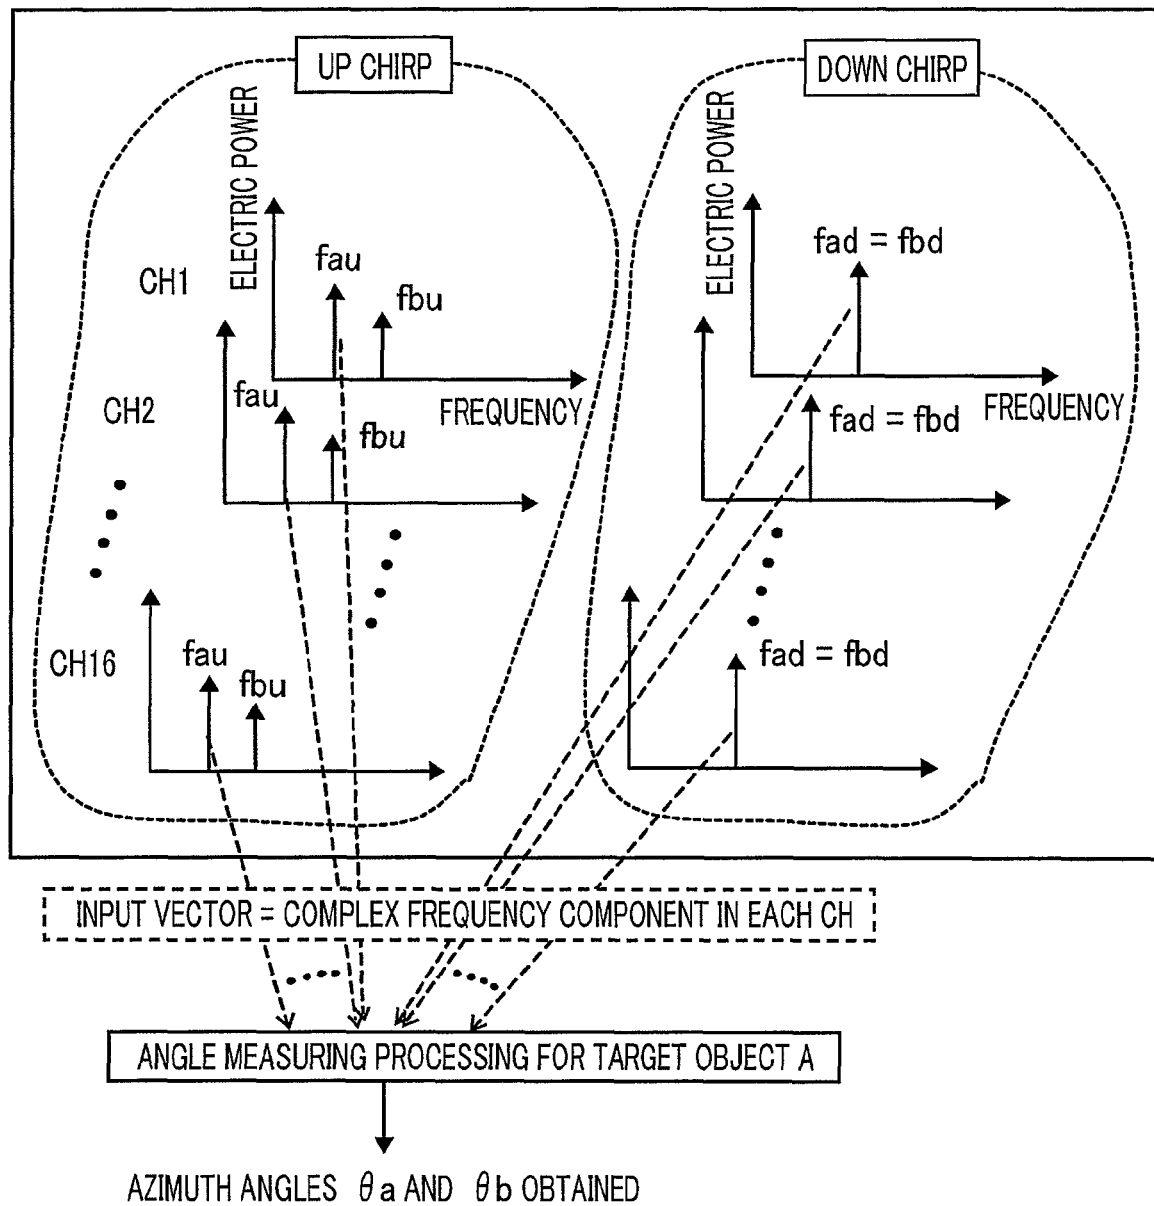 UP CHIRP
DOWN CHIRP
ELECTRIC POWER
ELECTRIC POWER
fad = fbd
CH1
fau
fbu
fau
FREQUENCY
FREQUENCY
CH2
fbu
fad = fbd
CH16
fau
fbu
fad = fbd
INPUT VECTOR = COMPLEX FREQUENCY COMPONENT IN EACH CH
ANGLE MEASURING PROCESSING FOR TARGET OBJECT A
AZIMUTH ANGLES θa AND θb OBTAINED